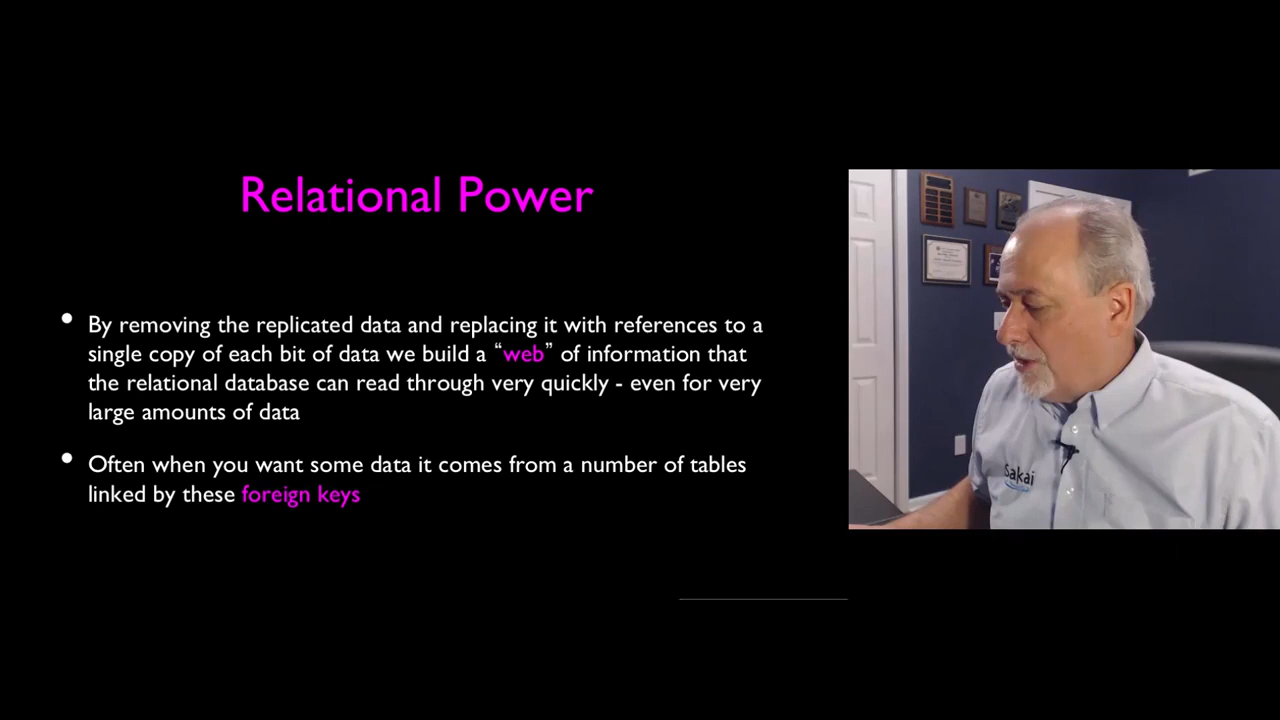 Relational Power
• By removing the replicated data and replacing it with references to a
single copy of each bit of data we build a “web” of information that
the relational database can read through very quickly - even for very
large amounts of data
• Often when you want some data it comes from a number of tables
linked by these foreign keys
Sakai